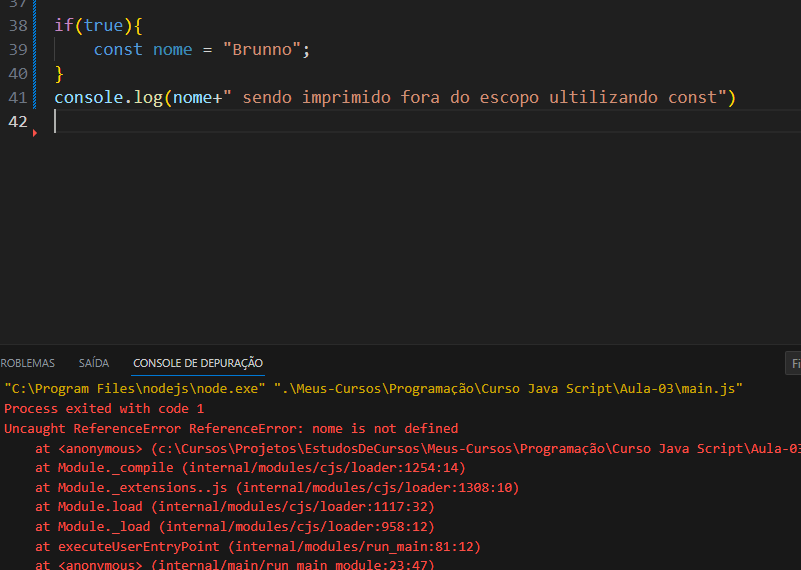 37
38 if(true){
39 const nome = "Brunno";
40 }
41 console.log(nome+" sendo imprimido fora do escopo ultilizando const")
42
ROBLEMAS SAÍDA CONSOLE DE DEPURAÇÃO Fi
"C:\Program Files\nodejs\node.exe" ".\Meus-Cursos\Programação\Curso Java Script\Aula-03\main.js"
Process exited with code 1
Uncaught ReferenceError ReferenceError: nome is not defined
at <anonymous> (c:\Cursos\Projetos\EstudosDeCursos\Meus-Cursos\Programação\Curso Java Script\Aula-03
at Module._compile (internal/modules/cjs/loader:1254:14)
at Module._extensions..js (internal/modules/cjs/loader:1308:10)
at Module.load (internal/modules/cjs/loader:1117:32)
at Module._load (internal/modules/cjs/loader:958:12)
at executeUserEntryPoint (internal/modules/run_main:81:12)
at <anonymous> (internal/main/run_main_module:23:47)